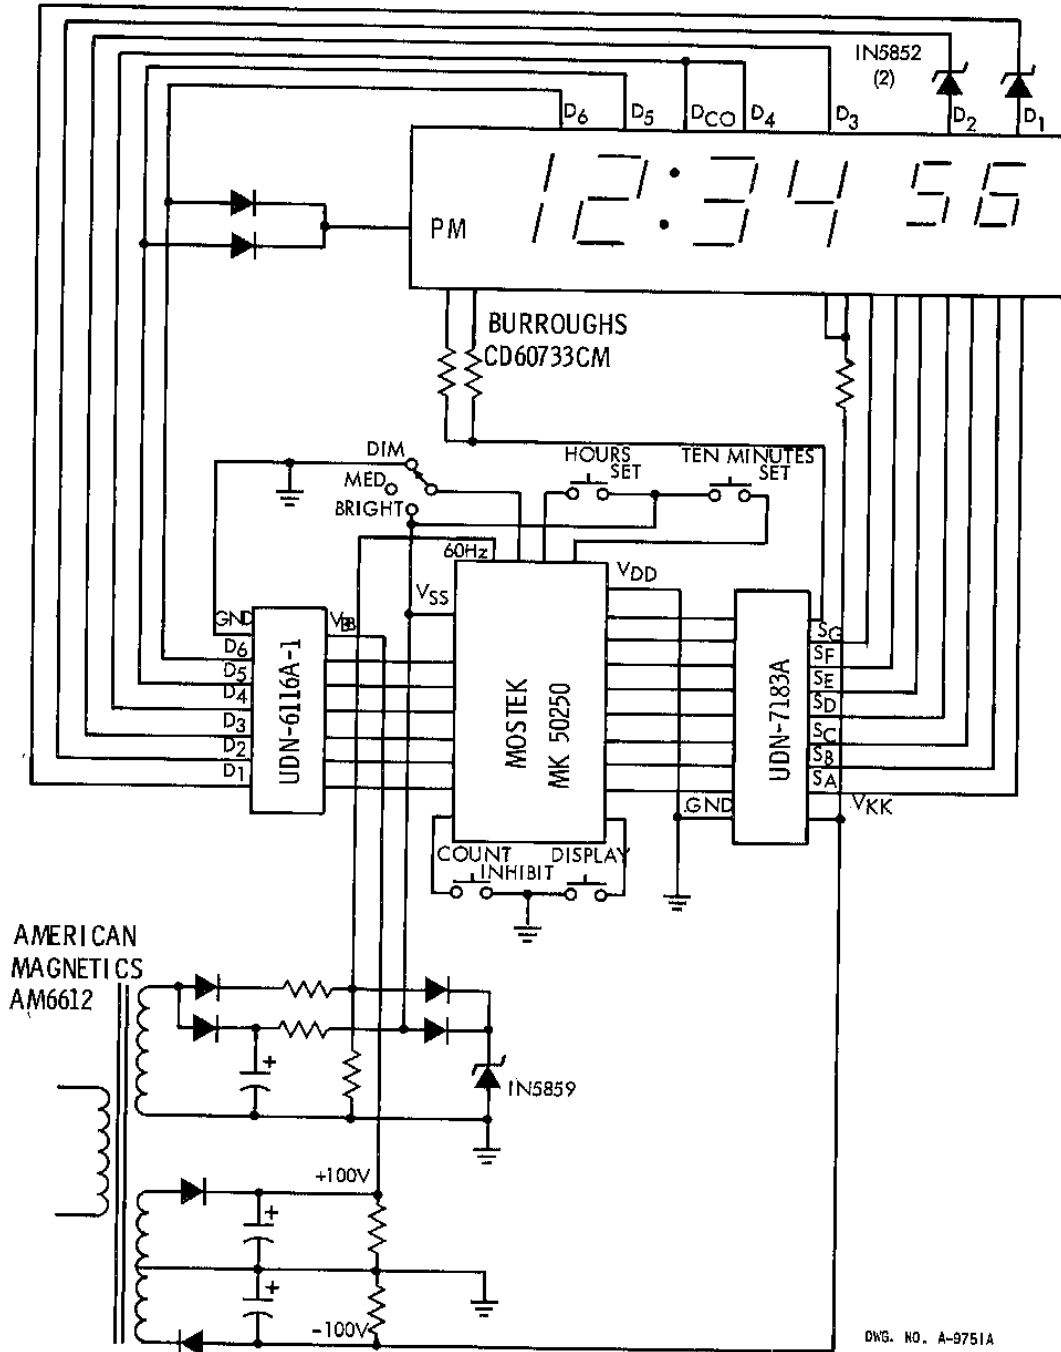 IN5852
(2)
D6
D5
DCO
D4
D3
D2
D1
12:34 56
PM
BURROUGHS
CD60733CM
DIM
MED
BRIGHT
HOURS
SET
TEN MINUTES
SET
60Hz
VSS
VDD
GND
VBB
D6
D5
D4
D3
D2
D1
UDN-6116A-1
MOSTEK
MK 50250
UDN-7183A
SG
SF
SE
SD
SC
SB
SA
GND
VKK
COUNT
INHIBIT
DISPLAY
AMERICAN
MAGNETICS
AM6612
+
IN5859
+100V
+
+
-100V
DWG. NO. A-9751A